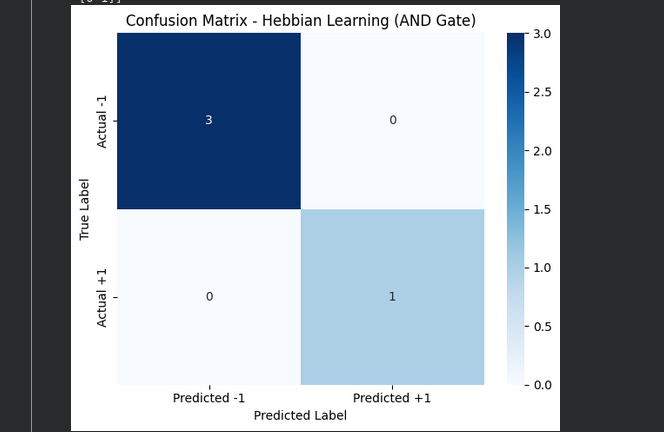 Confusion Matrix - Hebbian Learning (AND Gate)
3.0
2.5
2.0
1.5
1.0
0.5
0.0
True Label
Actual -1
Actual +1
3
0
0
1
Predicted -1
Predicted +1
Predicted Label